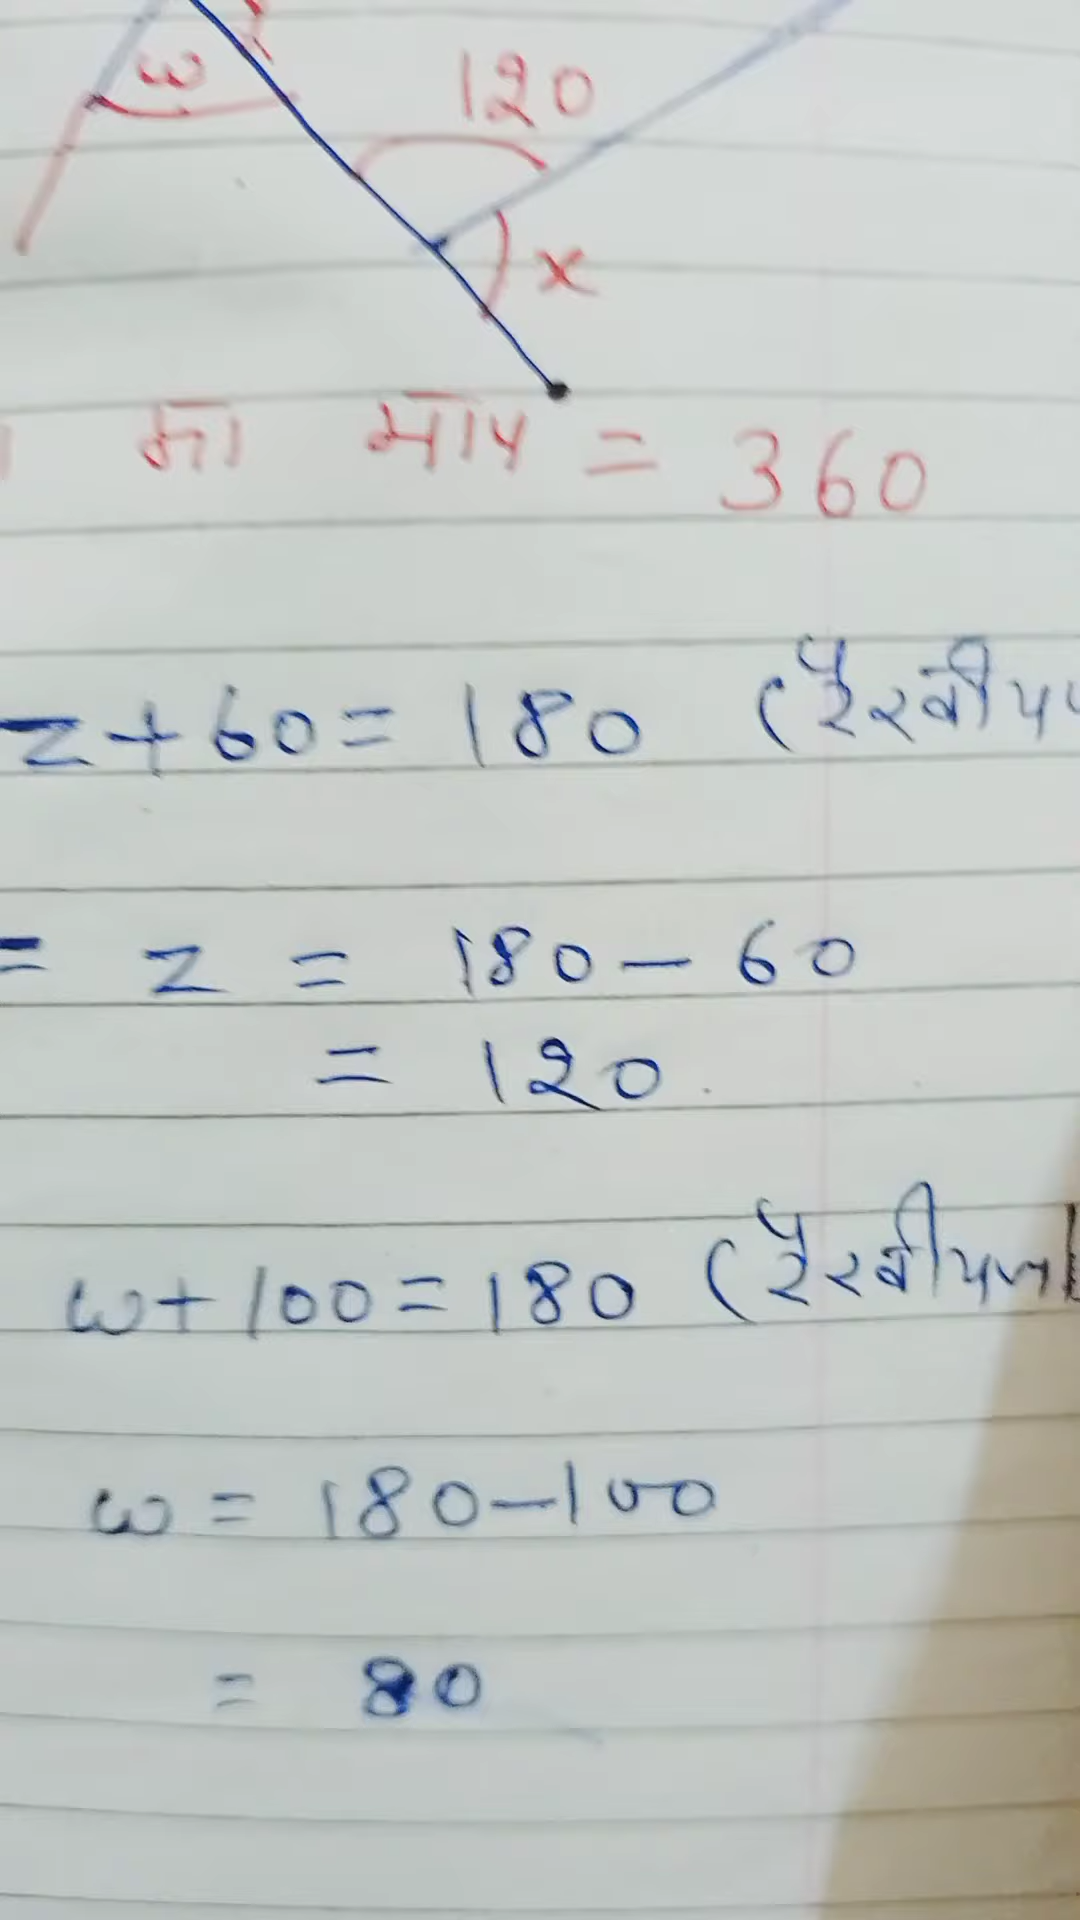 ω
120
x
का माप = 360
z + 60 = 180
= z = 180 - 60
= 120
ω + 100 = 180
ω = 180 - 100
= 80